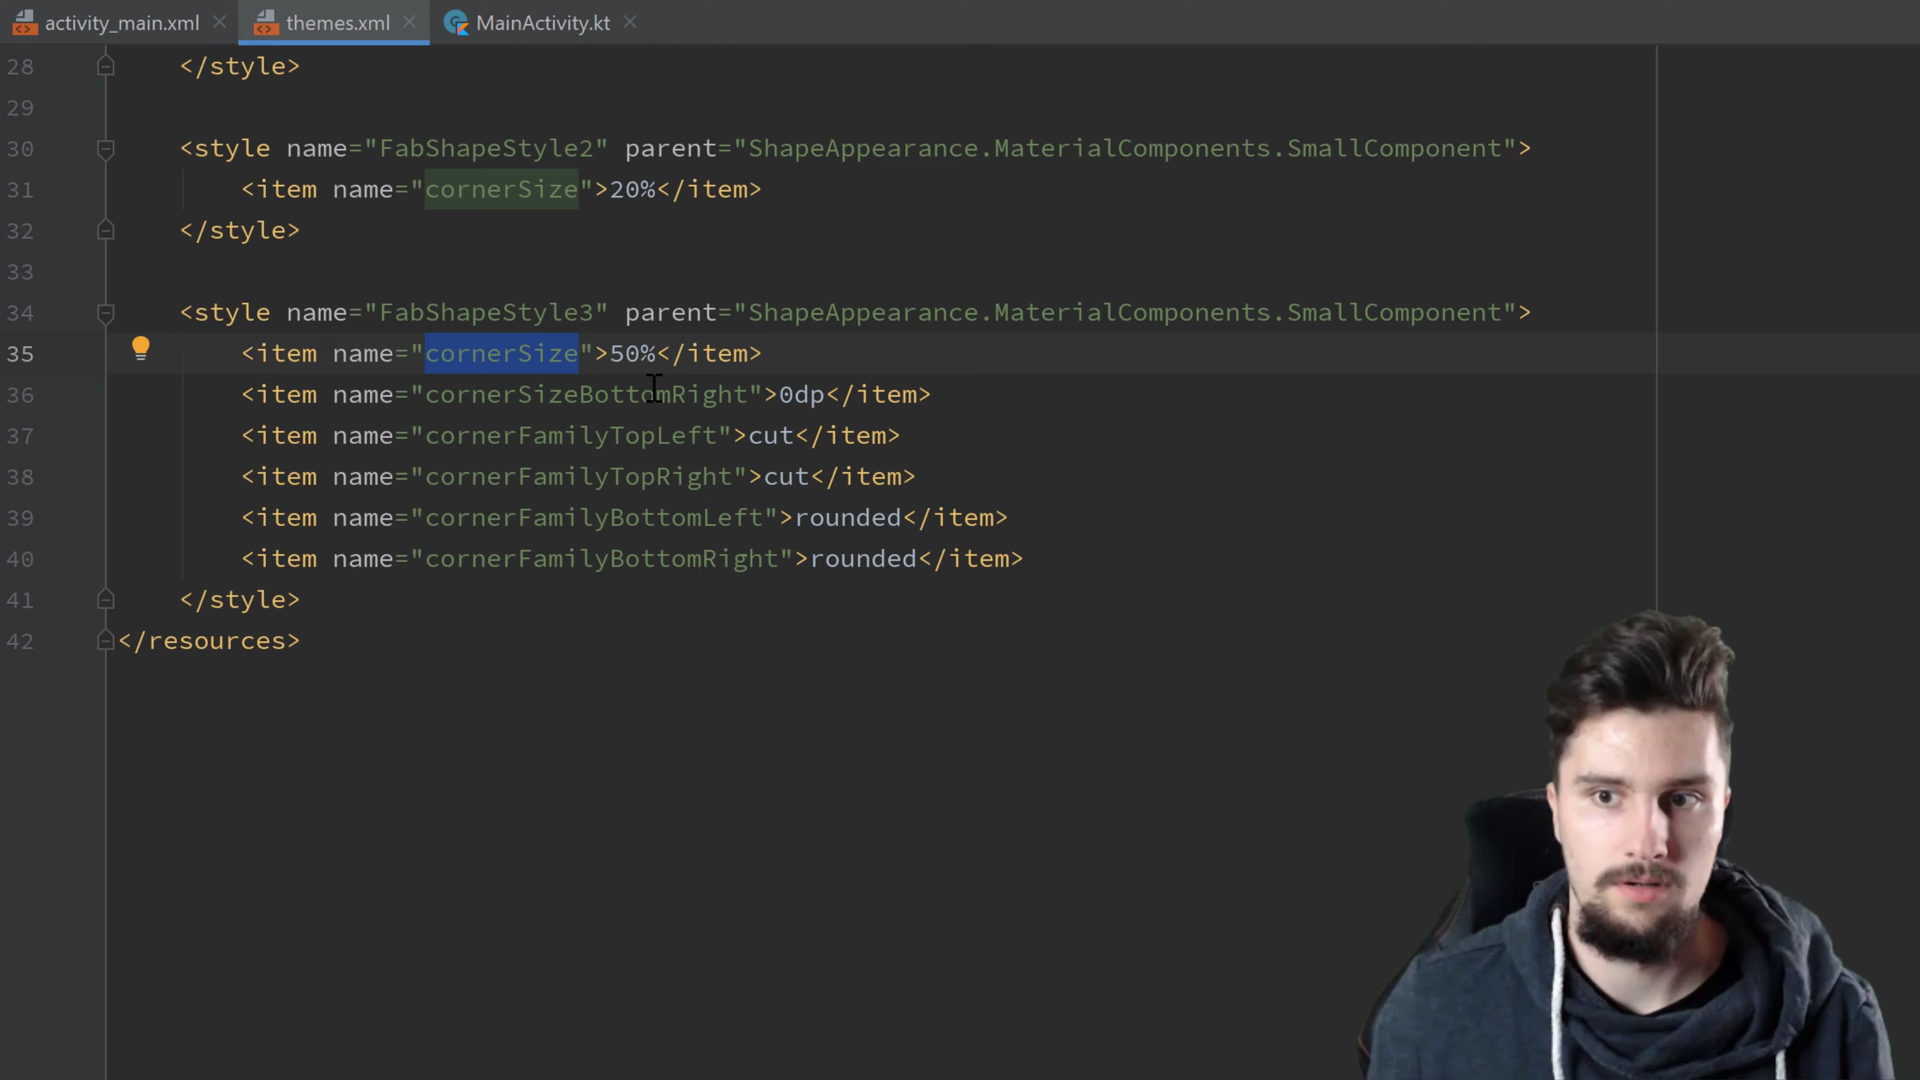 activity_main.xml
themes.xml
MainActivity.kt
28 </style>
29
30 <style name="FabShapeStyle2" parent="ShapeAppearance.MaterialComponents.SmallComponent">
31 <item name="cornerSize">20%</item>
32 </style>
33
34 <style name="FabShapeStyle3" parent="ShapeAppearance.MaterialComponents.SmallComponent">
35 <item name="cornerSize">50%</item>
36 <item name="cornerSizeBottomRight">0dp</item>
37 <item name="cornerFamilyTopLeft">cut</item>
38 <item name="cornerFamilyTopRight">cut</item>
39 <item name="cornerFamilyBottomLeft">rounded</item>
40 <item name="cornerFamilyBottomRight">rounded</item>
41 </style>
42 </resources>